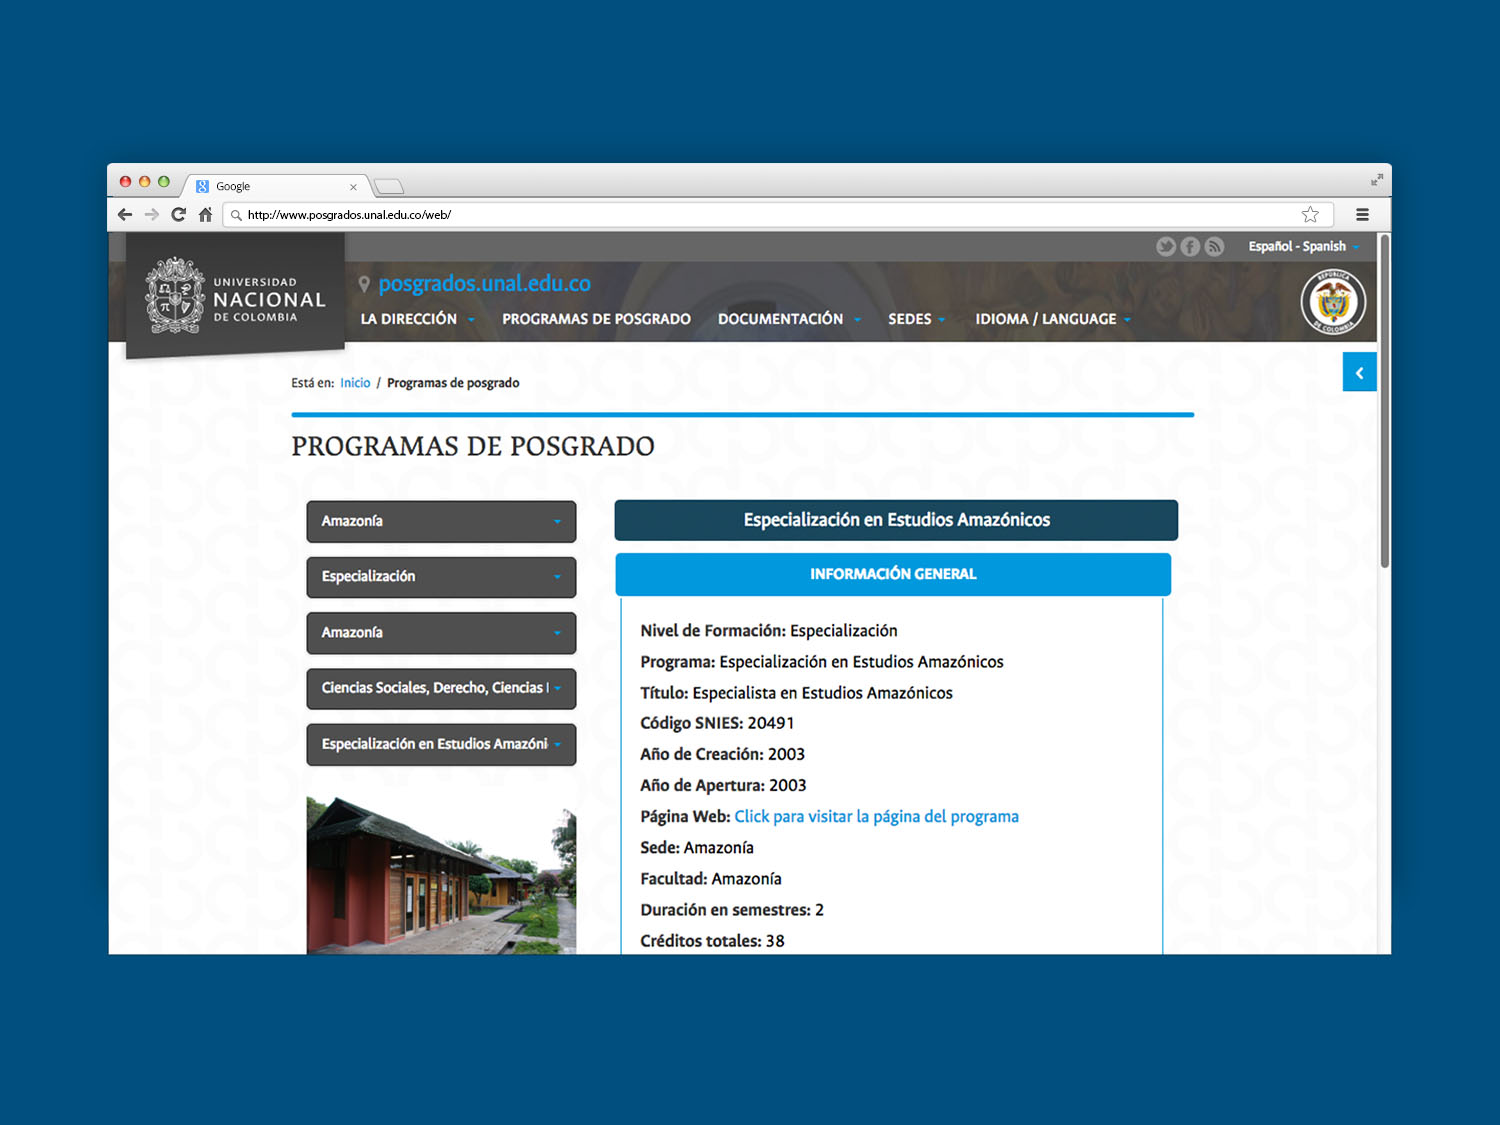 Google
http://www.posgrados.unal.edu.co/web/
Español - Spanish
UNIVERSIDAD
NACIONAL
DE COLOMBIA
posgrados.unal.edu.co
LA DIRECCIÓN PROGRAMAS DE POSGRADO DOCUMENTACIÓN SEDES IDIOMA / LANGUAGE
REPÚBLICA
DE COLOMBIA
Está en: Inicio / Programas de posgrado
PROGRAMAS DE POSGRADO
Amazonía
Especialización
Amazonía
Ciencias Sociales, Derecho, Ciencias
Especialización en Estudios Amazóni
Especialización en Estudios Amazónicos
INFORMACIÓN GENERAL
Nivel de Formación: Especialización
Programa: Especialización en Estudios Amazónicos
Título: Especialista en Estudios Amazónicos
Código SNIES: 20491
Año de Creación: 2003
Año de Apertura: 2003
Página Web: Click para visitar la página del programa
Sede: Amazonía
Facultad: Amazonía
Duración en semestres: 2
Créditos totales: 38